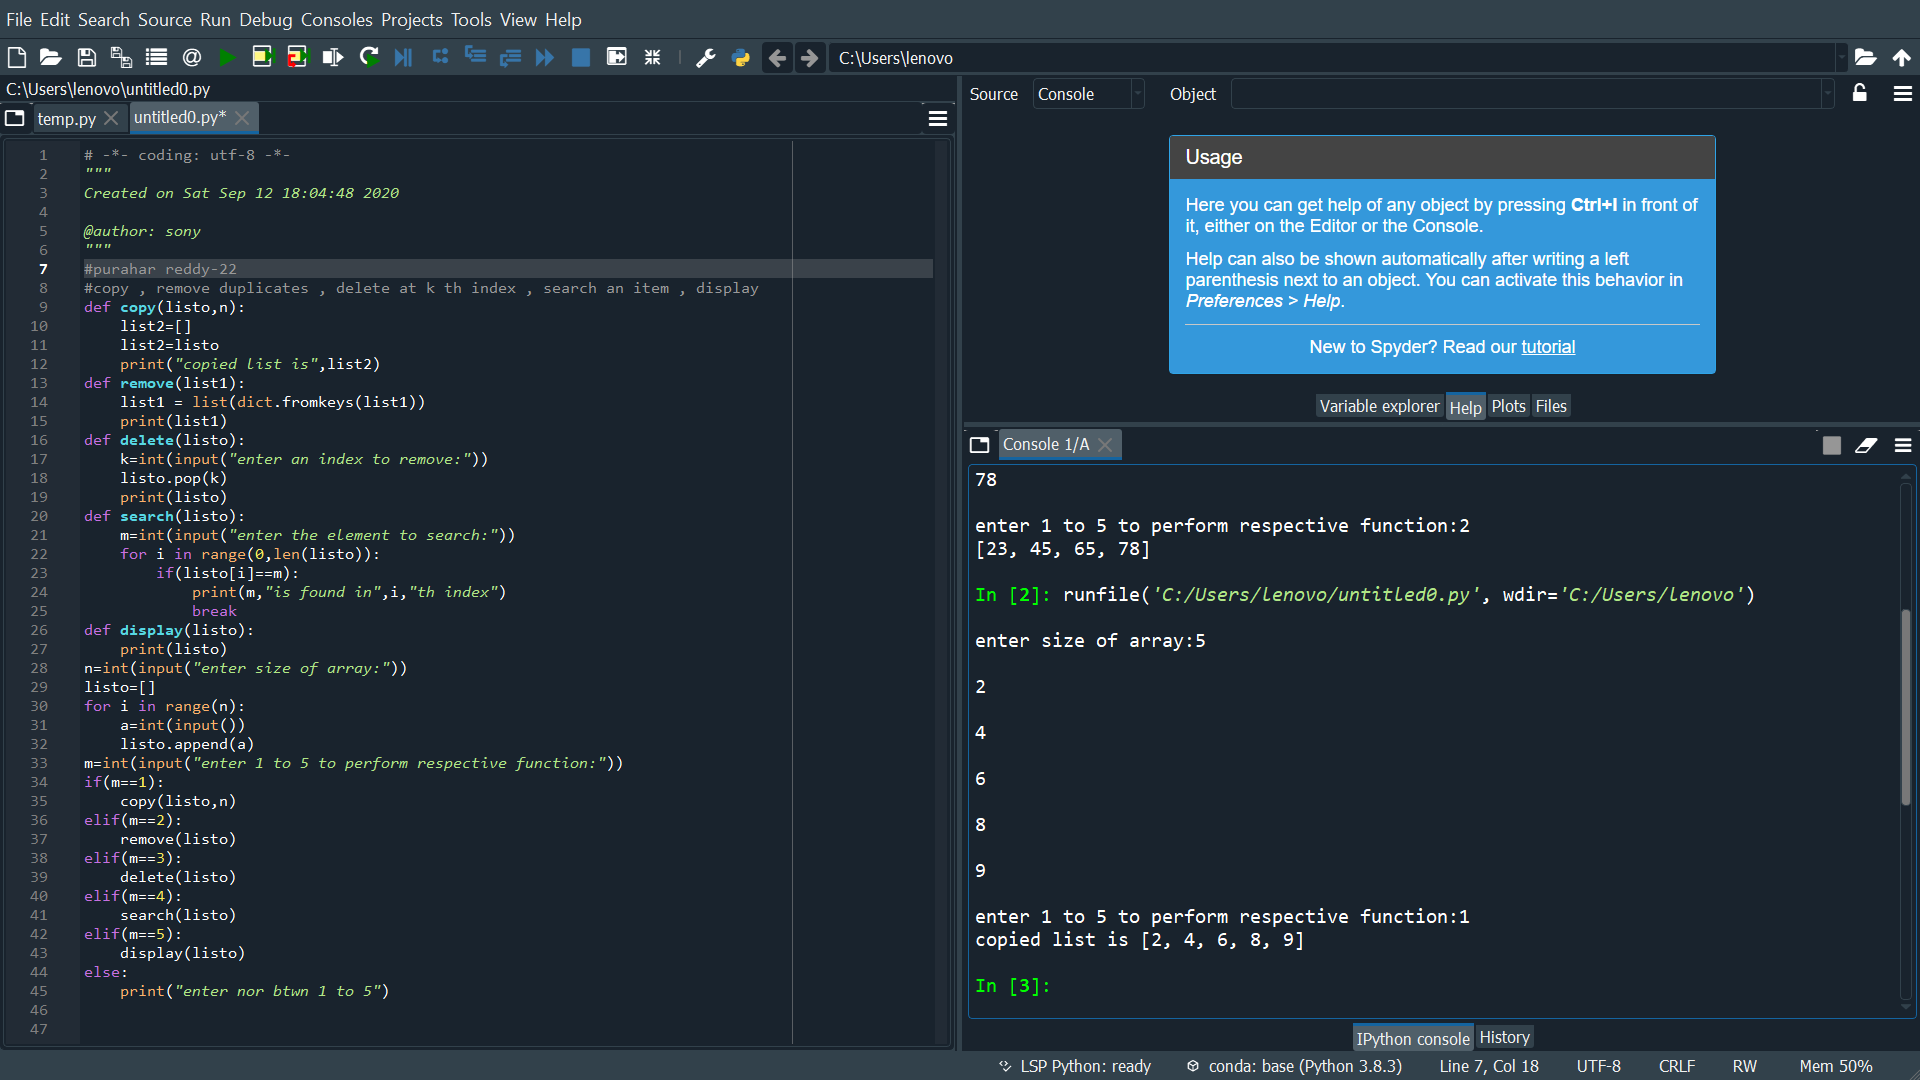 File Edit Search Source Run Debug Consoles Projects Tools View Help
C:\Users\lenovo
C:\Users\lenovo\untitled0.py
temp.py untitled0.py*
1 # -*- coding: utf-8 -*-
2 """
3 Created on Sat Sep 12 18:04:48 2020
4
5 @author: sony
6 """
7 #purahar reddy-22
8 #copy , remove duplicates , delete at k th index , search an item , display
9 def copy(listo,n):
10     list2=[]
11     list2=listo
12     print("copied list is",list2)
13 def remove(list1):
14     list1 = list(dict.fromkeys(list1))
15     print(list1)
16 def delete(listo):
17     k=int(input("enter an index to remove:"))
18     listo.pop(k)
19     print(listo)
20 def search(listo):
21     m=int(input("enter the element to search:"))
22     for i in range(0,len(listo)):
23         if(listo[i]==m):
24             print(m,"is found in",i,"th index")
25             break
26 def display(listo):
27     print(listo)
28 n=int(input("enter size of array:"))
29 listo=[]
30 for i in range(n):
31     a=int(input())
32     listo.append(a)
33 m=int(input("enter 1 to 5 to perform respective function:"))
34 if(m==1):
35     copy(listo,n)
36 elif(m==2):
37     remove(listo)
38 elif(m==3):
39     delete(listo)
40 elif(m==4):
41     search(listo)
42 elif(m==5):
43     display(listo)
44 else:
45     print("enter nor btwn 1 to 5")
46
47
Source Console Object
Usage
Here you can get help of any object by pressing Ctrl+I in front of
it, either on the Editor or the Console.
Help can also be shown automatically after writing a left
parenthesis next to an object. You can activate this behavior in
Preferences > Help.
New to Spyder? Read our tutorial
Variable explorer Help Plots Files
Console 1/A
78
enter 1 to 5 to perform respective function:2
[23, 45, 65, 78]
In [2]: runfile('C:/Users/lenovo/untitled0.py', wdir='C:/Users/lenovo')
enter size of array:5
2
4
6
8
9
enter 1 to 5 to perform respective function:1
copied list is [2, 4, 6, 8, 9]
In [3]:
IPython console History
LSP Python: ready conda: base (Python 3.8.3) Line 7, Col 18 UTF-8 CRLF RW Mem 50%